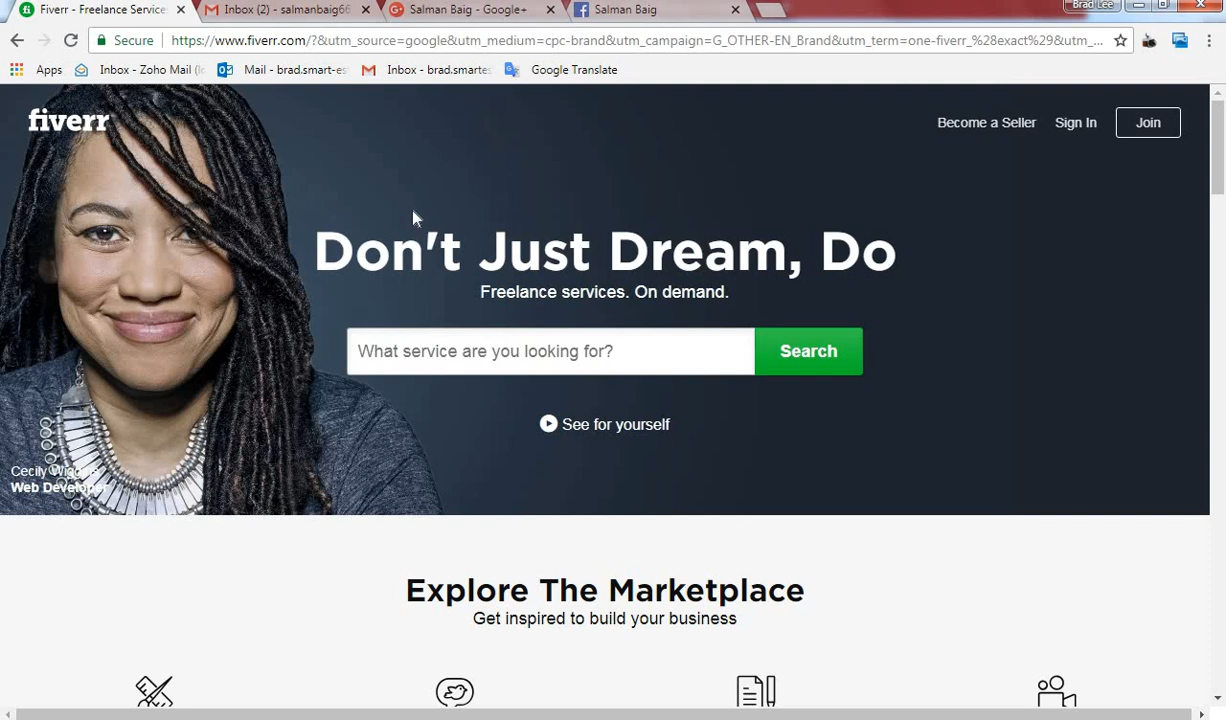 Fiverr - Freelance Service
Inbox (2) - salmanbaig66
Salman Baig - Google+
Salman Baig
Brad Lee
Secure
https://www.fiverr.com/?&utm_source=google&utm_medium=cpc-brand&utm_campaign=G_OTHER-EN_Brand&utm_term=one-fiverr_%28exact%29&utm_...
Apps
Inbox - Zoho Mail (
Mail - brad.smart-es
Inbox - brad.smartes
Google Translate
fiverr
Become a Seller
Sign In
Join
Don't Just Dream, Do
Freelance services. On demand.
What service are you looking for?
Search
See for yourself
Cecily
Web Developer
Explore The Marketplace
Get inspired to build your business